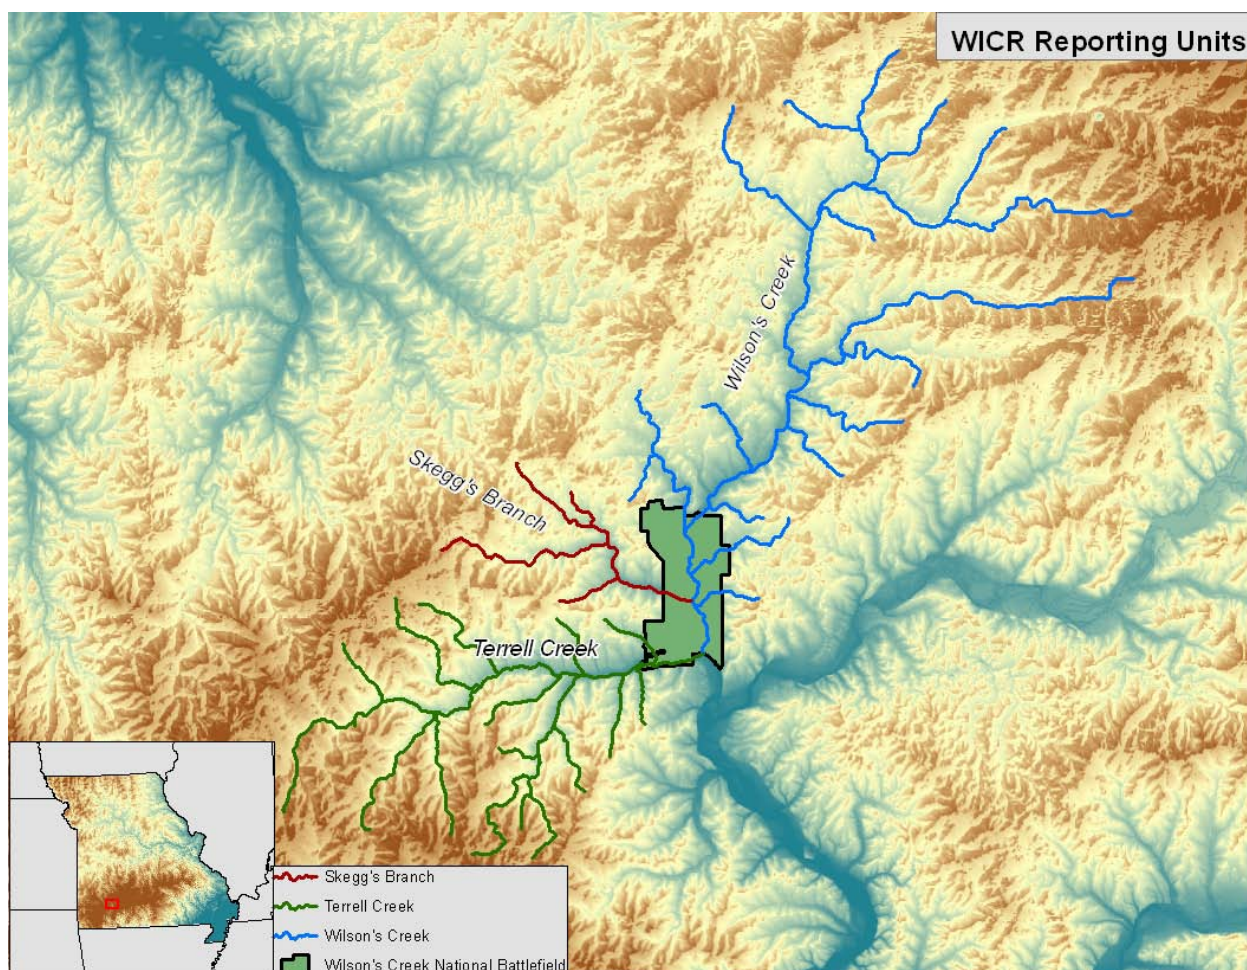 WICR Reporting Units
Wilson's Creek
Skegg's Branch
Terrell Creek
Skegg's Branch
Terrell Creek
Wilson's Creek
Wilson's Creek National Battlefield